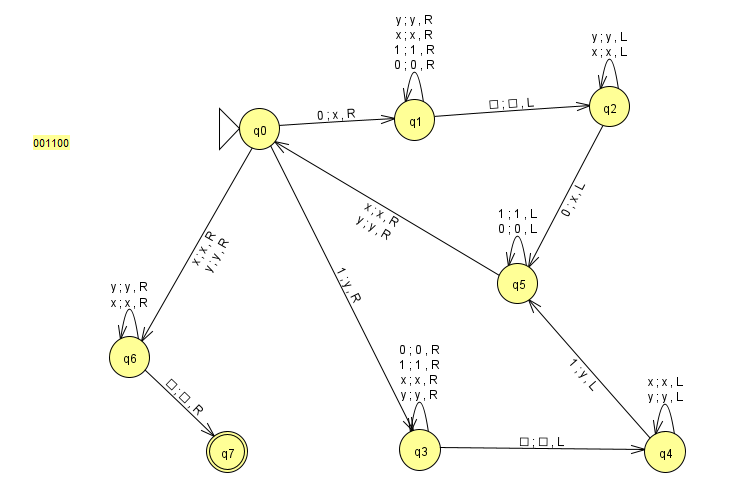 y ; y , R
x ; x , R
1 ; 1 , R
0 ; 0 , R
y ; y , L
x ; x , L
0 ; x , R
□ ; □ , L
q0
q1
q2
001100
0 ; x , L
x ; x , R
y ; y , R
1 ; 1 , L
0 ; 0 , L
x ; x , R
y ; y , R
1 ; y , R
q5
y ; y , R
x ; x , R
q6
0 ; 0 , R
1 ; 1 , R
x ; x , R
y ; y , R
1 ; y , L
x ; x , L
y ; y , L
□ ; □ , R
q7
q3
□ ; □ , L
q4